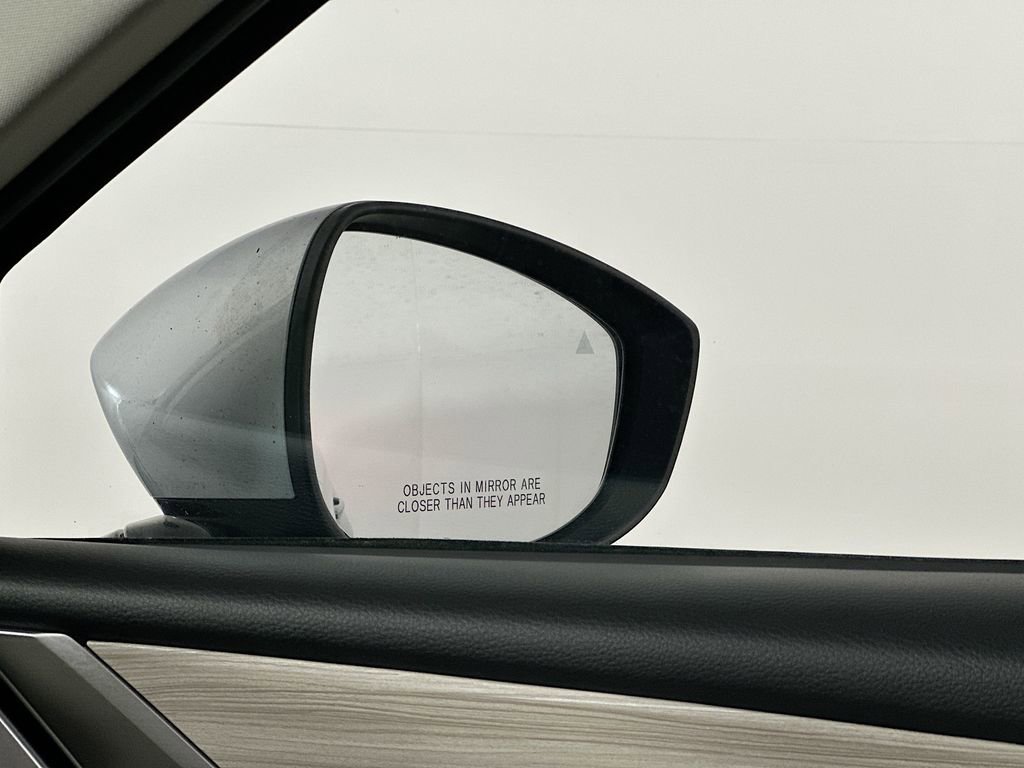 OBJECTS IN MIRROR ARE
CLOSER THAN THEY APPEAR